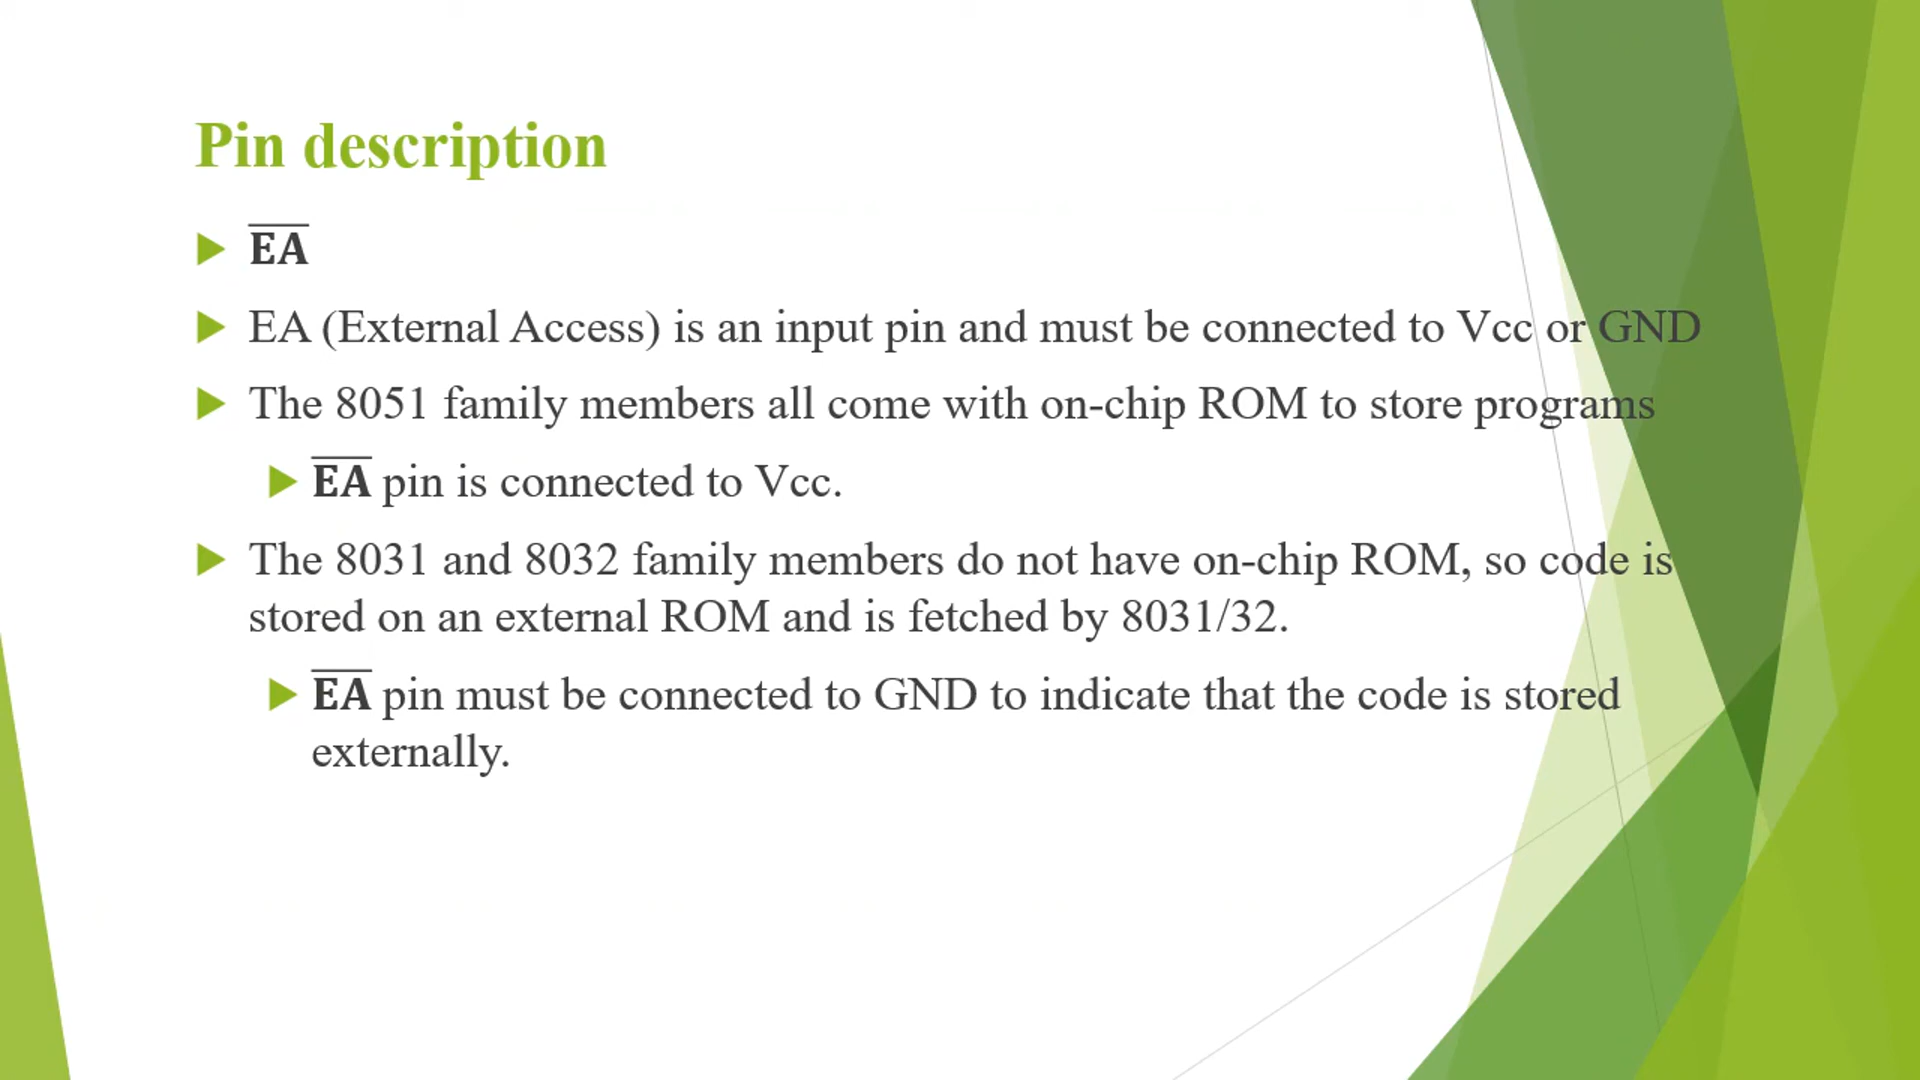 Pin description
E̅A̅
EA (External Access) is an input pin and must be connected to Vcc or GND
The 8051 family members all come with on-chip ROM to store programs
E̅A̅ pin is connected to Vcc.
The 8031 and 8032 family members do not have on-chip ROM, so code is
stored on an external ROM and is fetched by 8031/32.
E̅A̅ pin must be connected to GND to indicate that the code is stored
externally.